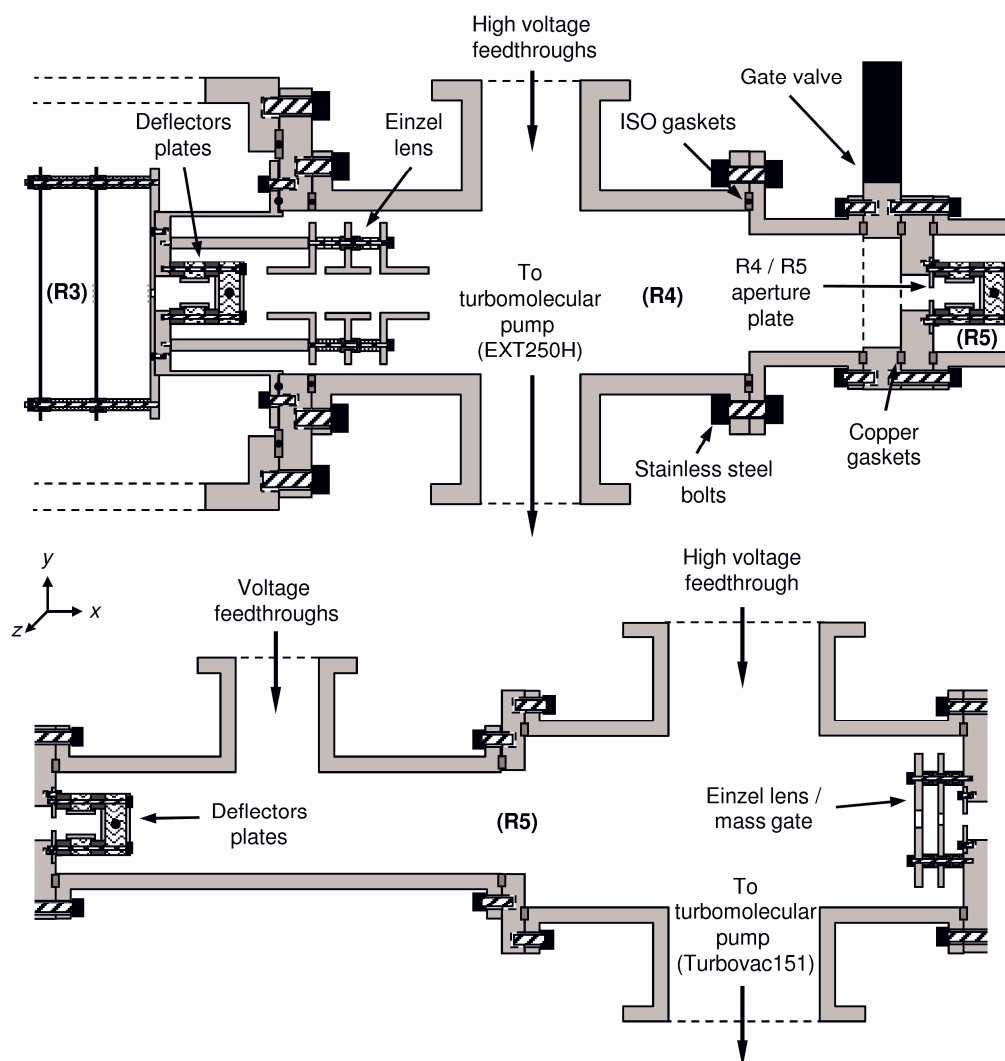 High voltage
feedthroughs
Gate valve
Deflectors
plates
Einzel
lens
ISO gaskets
(R3)
To
turbomolecular
pump
(EXT250H)
(R4)
R4 / R5
aperture
plate
(R5)
Copper
gaskets
Stainless steel
bolts
y
x
z
Voltage
feedthroughs
High voltage
feedthrough
Deflectors
plates
(R5)
Einzel lens /
mass gate
To
turbomolecular
pump
(Turbovac151)